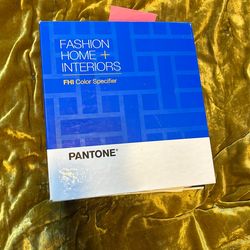 FASHION
HOME +
INTERIORS
FHI Color Specifier
PANTONE®